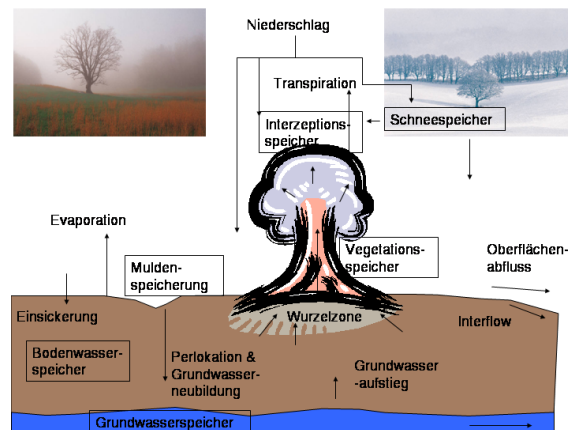 Niederschlag
Transpiration
Interzeptions-
speicher
Schneespeicher
Evaporation
Vegetations-
speicher
Oberflächen-
abfluss
Mulden-
speicherung
Einsickerung
Wurzelzone
Interflow
Bodenwasser-
speicher
Perlokation &
Grundwasser-
neubildung
Grundwasser
-aufstieg
Grundwasserspeicher